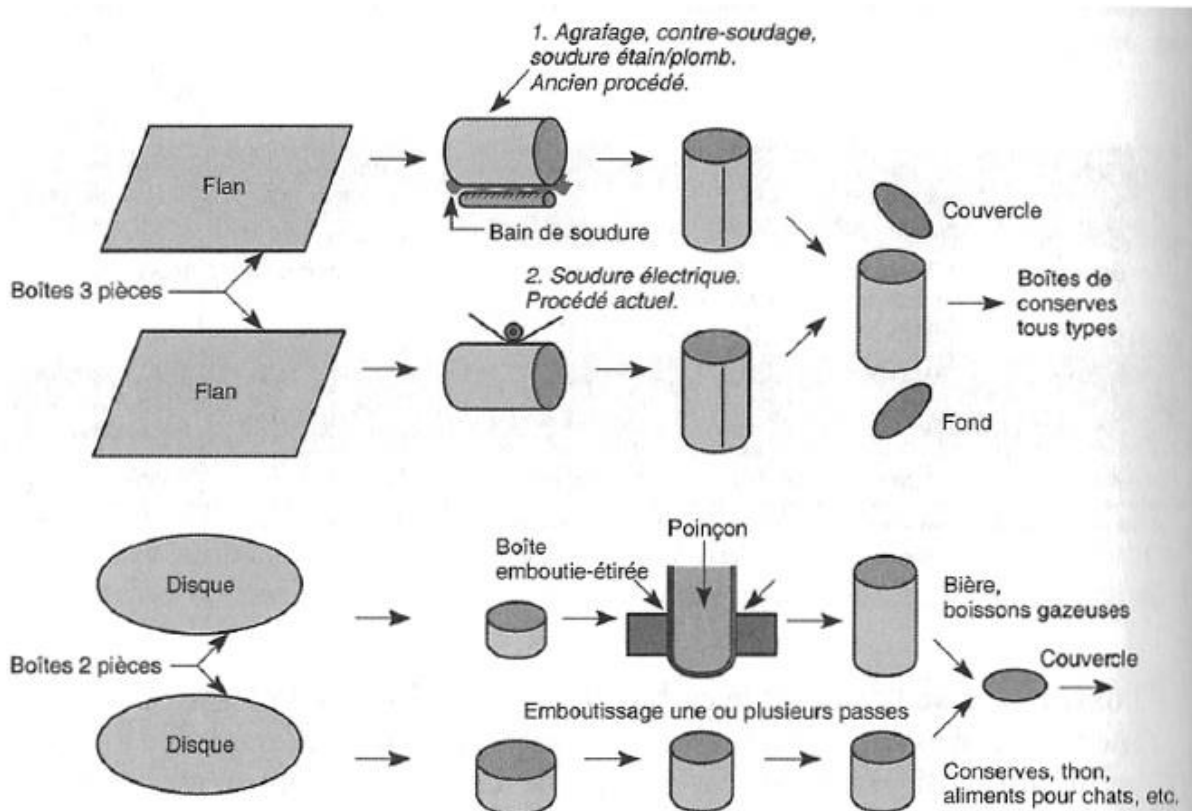 1. Agrafage, contre-soudage,
soudure étain/plomb.
Ancien procédé.
Flan
Couvercle
Bain de soudure
Boîtes 3 pièces
2. Soudure électrique.
Procédé actuel.
Boîtes de
conserves
tous types
Flan
Fond
Poinçon
Boîte
emboutie-étirée
Disque
Bière,
boissons gazeuses
Boîtes 2 pièces
Couvercle
Emboutissage une ou plusieurs passes
Disque
Conserves, thon,
aliments pour chats, etc.